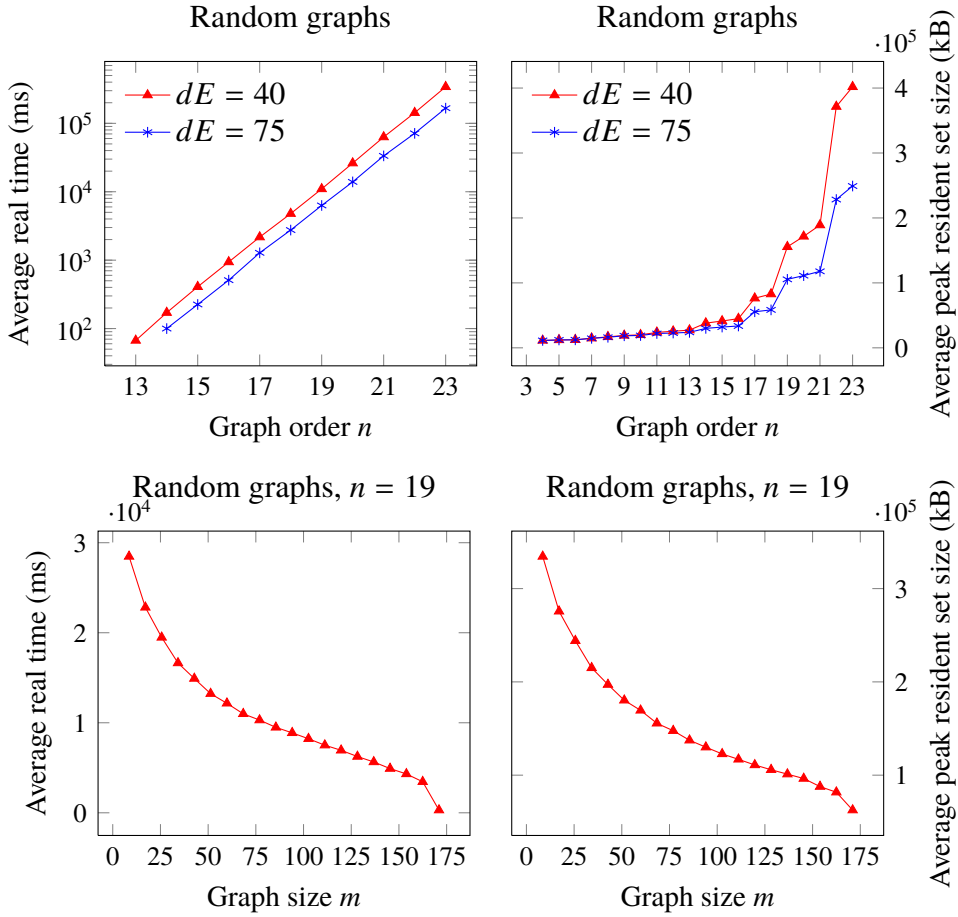 Random graphs
Average real time (ms)
10^5
10^4
10^3
10^2
dE = 40
dE = 75
13 15 17 19 21 23
Graph order n
Random graphs
·10^5
Average peak resident set size (kB)
4
3
2
1
0
dE = 40
dE = 75
3 5 7 9 11 13 15 17 19 21 23
Graph order n
Random graphs, n = 19
·10^4
Average real time (ms)
3
2
1
0
0 25 50 75 100 125 150 175
Graph size m
Random graphs, n = 19
·10^5
Average peak resident set size (kB)
3
2
1
0 25 50 75 100 125 150 175
Graph size m